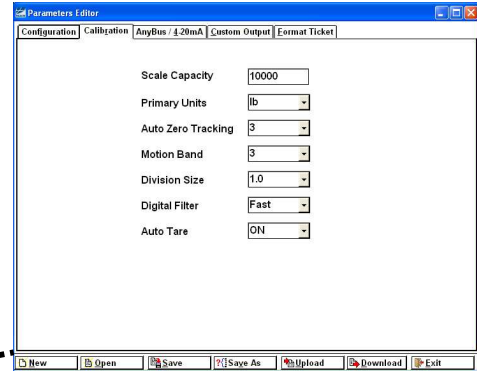 Parameters Editor
Configuration Calibration AnyBus / 4-20mA Custom Output Format Ticket
Scale Capacity 10000
Primary Units lb
Auto Zero Tracking 3
Motion Band 3
Division Size 1.0
Digital Filter Fast
Auto Tare ON
New Open Save Save As Upload Download Exit